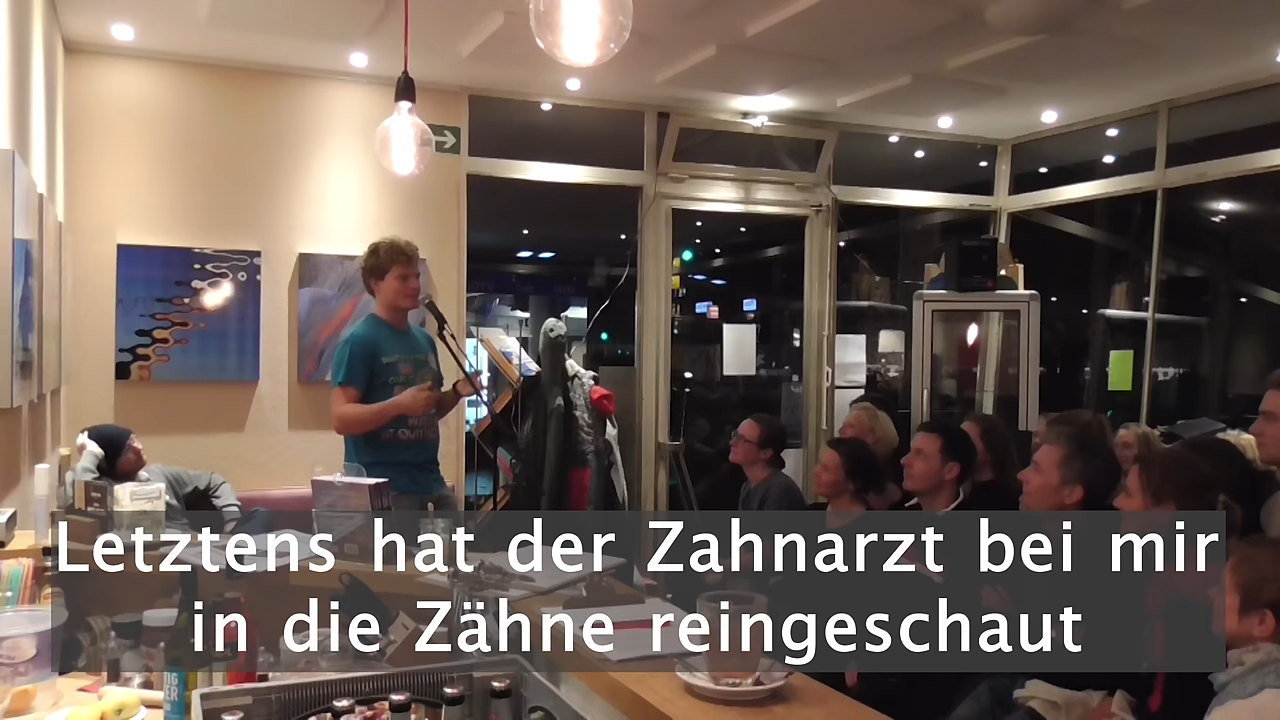 Letztens hat der Zahnarzt bei mir
in die Zähne reingeschaut